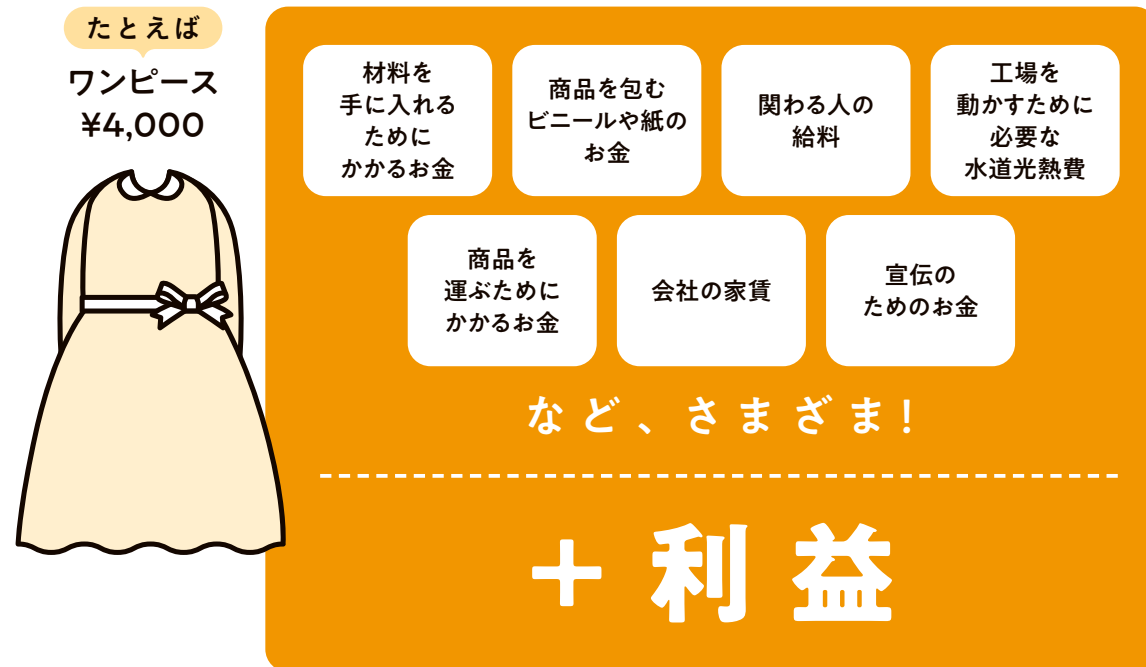 たとえば
ワンピース
¥4,000
材料を
手に入れる
ために
かかるお金
商品を包む
ビニールや紙の
お金
関わる人の
給料
工場を
動かすために
必要な
水道光熱費
商品を
運ぶために
かかるお金
会社の家賃
宣伝の
ためのお金
など、さまざま!
+利益